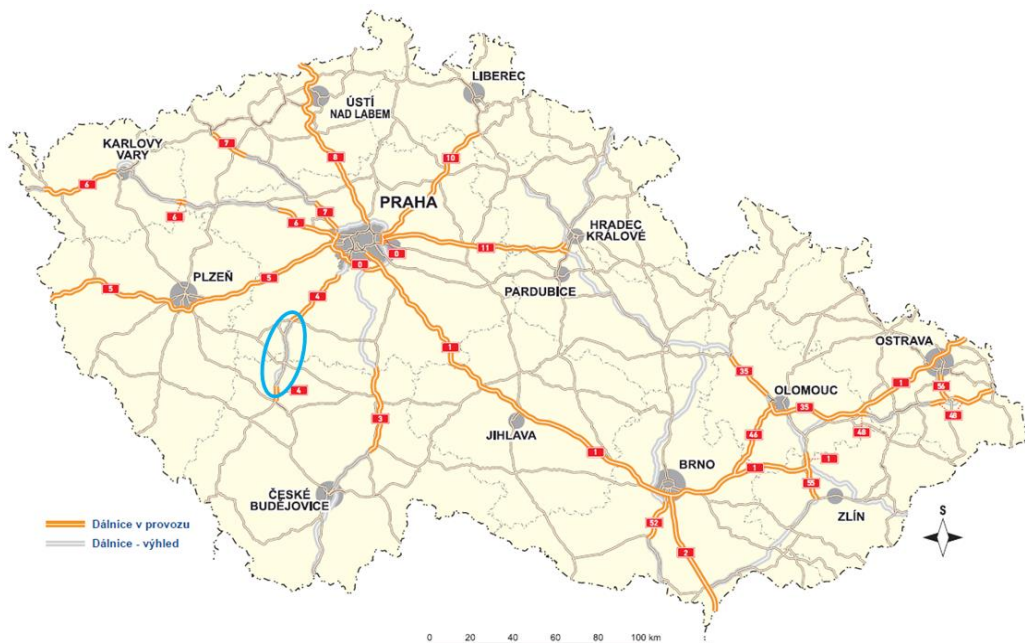 LIBEREC
ÚSTÍ
NAD LABEM
7
KARLOVY
VARY
8
10
6
PRAHA
7
6
6
HRADEC
KRÁLOVÉ
11
0
0
PLZEŇ
5
5
4
PARDUBICE
1
OSTRAVA
35
1
56
4
OLOMOUC
35
48
48
3
JIHLAVA
46
1
BRNO
1
1
55
ČESKÉ
BUDĚJOVICE
ZLÍN
52
2
S
Dálnice v provozu
Dálnice - výhled
0 20 40 60 80 100 km